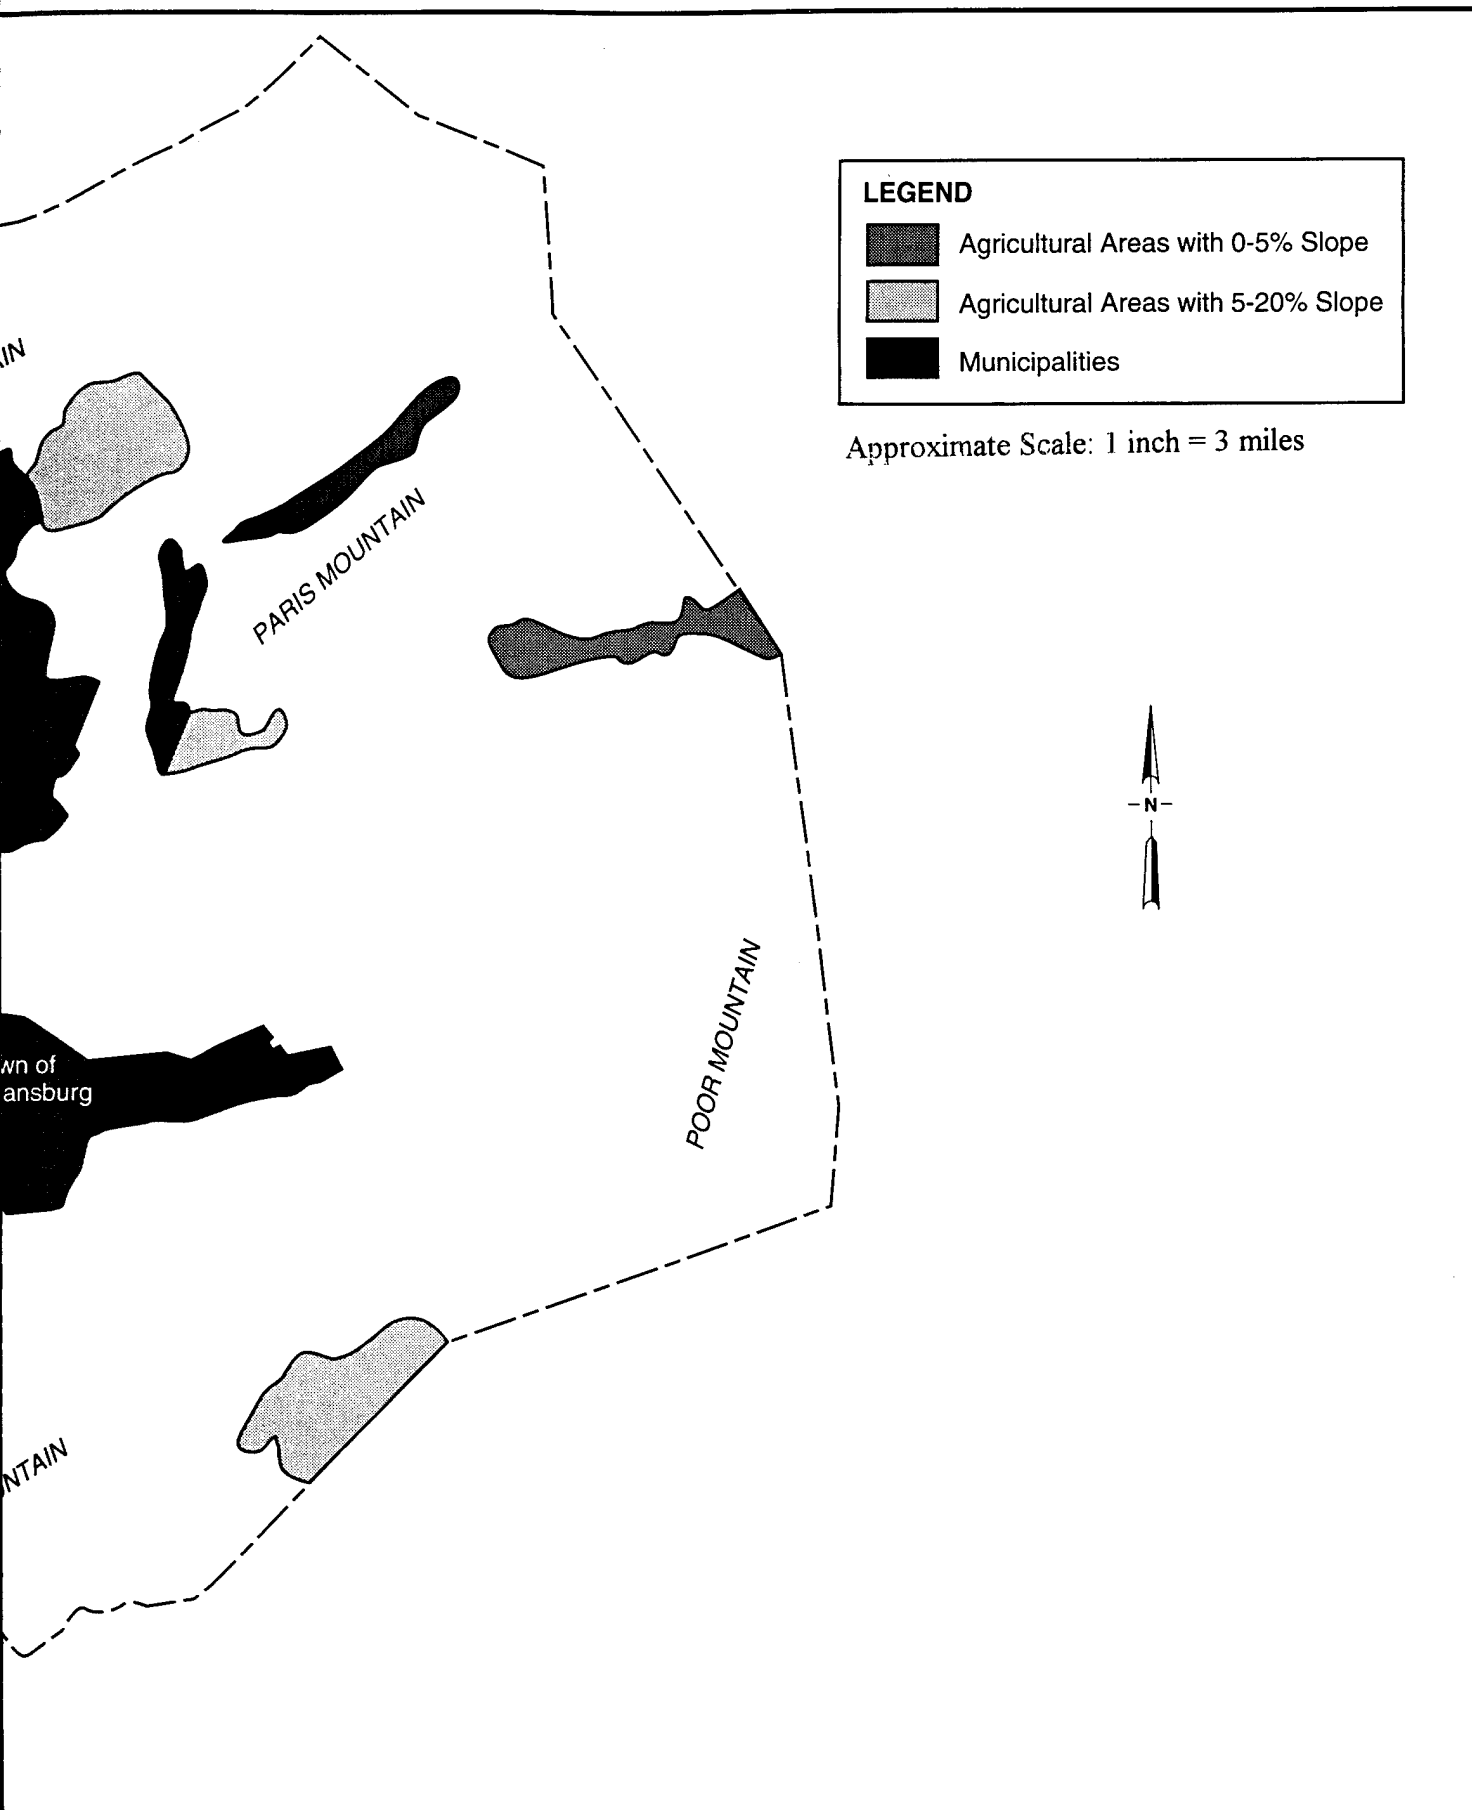 LEGEND
Agricultural Areas with 0-5% Slope
Agricultural Areas with 5-20% Slope
Municipalities
Approximate Scale: 1 inch = 3 miles
AIN
PARIS MOUNTAIN
-N-
POOR MOUNTAIN
wn of
ansburg
NTAIN